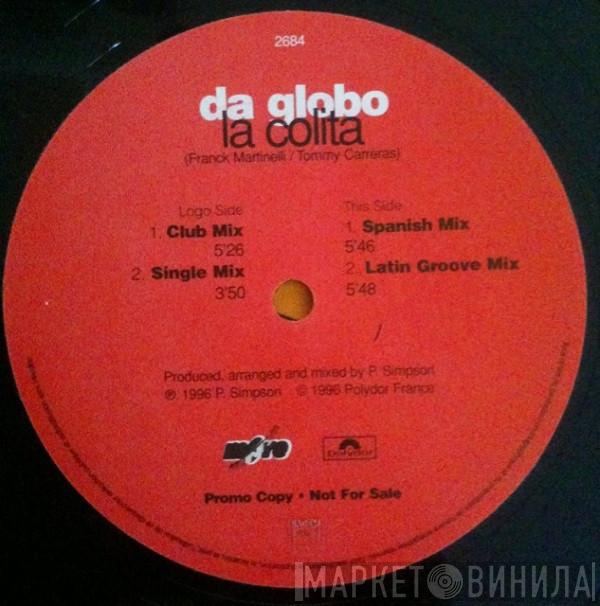 2684
da globo
la colita
(Franck Martinelli / Tommy Carreras)
Logo Side
1. Club Mix
5'26
2. Single Mix
3'50
This Side
1. Spanish Mix
5'46
2. Latin Groove Mix
5'48
Produced, arranged and mixed by P. Simpson
℗ 1996 P. Simpson © 1996 Polydor France
move
Polydor
Promo Copy • Not For Sale
МАРКЕТ ВИНИЛА